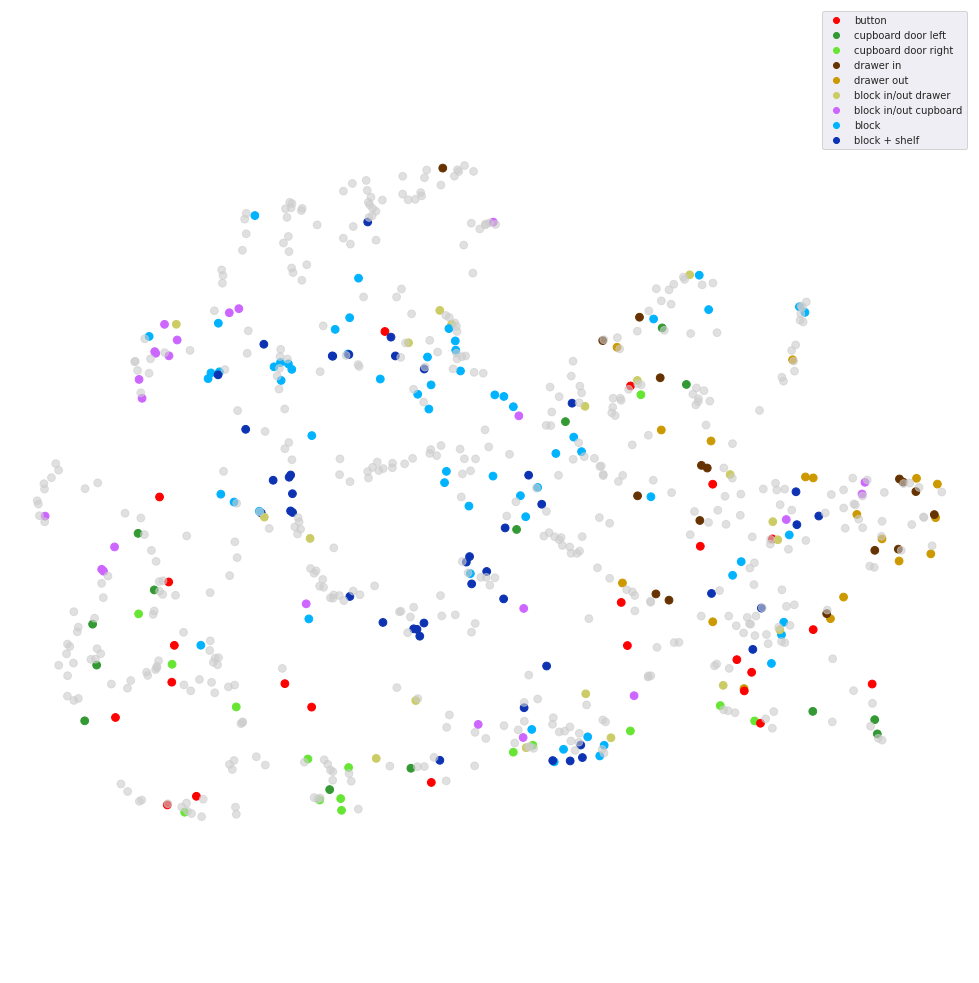 button
cupboard door left
cupboard door right
drawer in
drawer out
block in/out drawer
block in/out cupboard
block
block + shelf